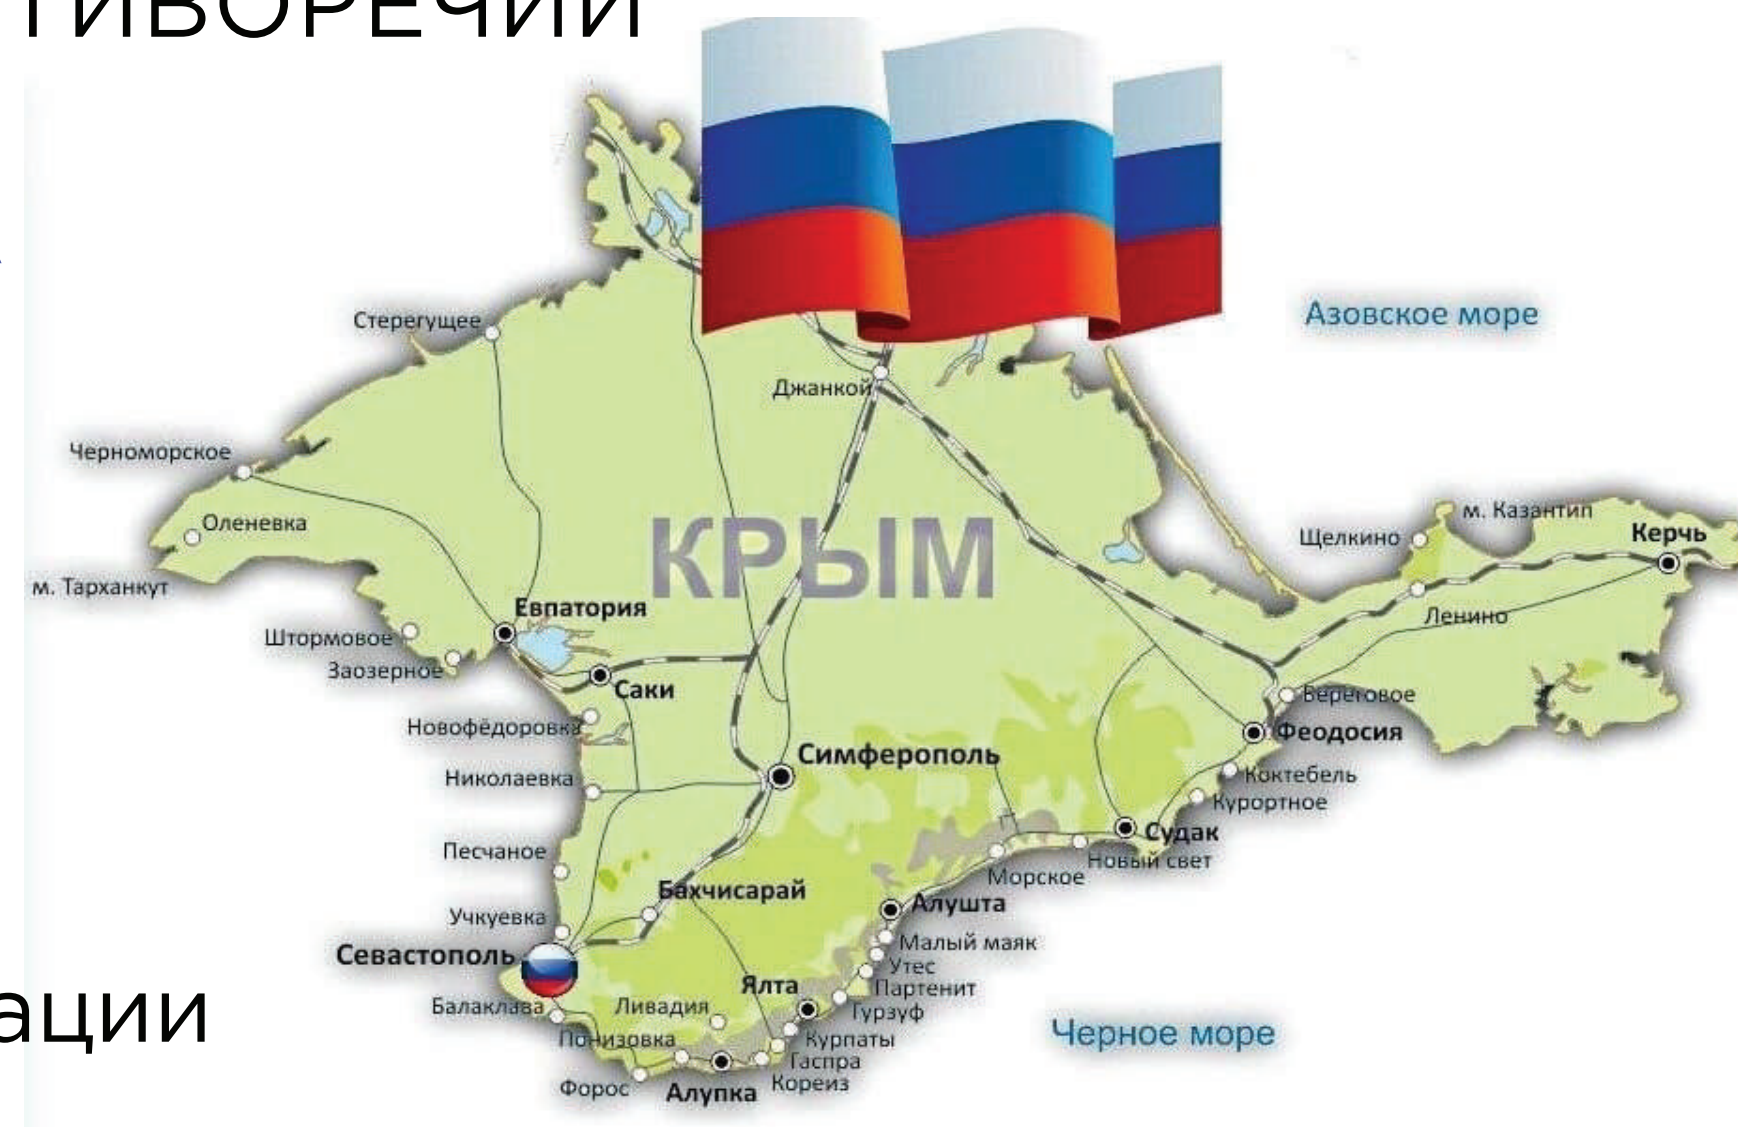 ТИВОРЕЧИЙ
Стерегущее
Азовское море
Джанкой
Черноморское
Оленевка
м. Казантип
Щелкино
Керчь
КРЫМ
м. Тарханкут
Евпатория
Ленино
Штормовое
Заозерное
Саки
Береговое
Новофёдоровка
Феодосия
Симферополь
Николаевка
Коктебель
Курортное
Судак
Песчаное
Новый свет
Морское
Бахчисарай
Алушта
Учкуевка
Малый маяк
Севастополь
Утес
Ялта
Партенит
ации
Балаклава
Ливадия
Гурзуф
Черное море
Понизовка
Курпаты
Гаспра
Форос
Алупка
Кореиз